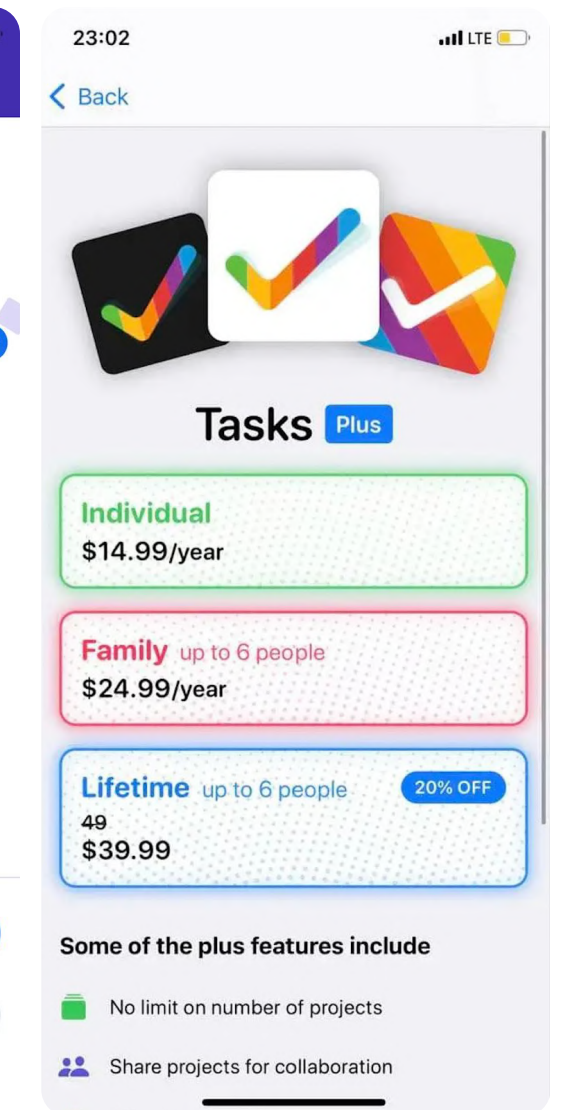 23:02
LTE
Back
Tasks Plus
Individual
$14.99/year
Family up to 6 people
$24.99/year
Lifetime up to 6 people
20% OFF
49
$39.99
Some of the plus features include
No limit on number of projects
Share projects for collaboration